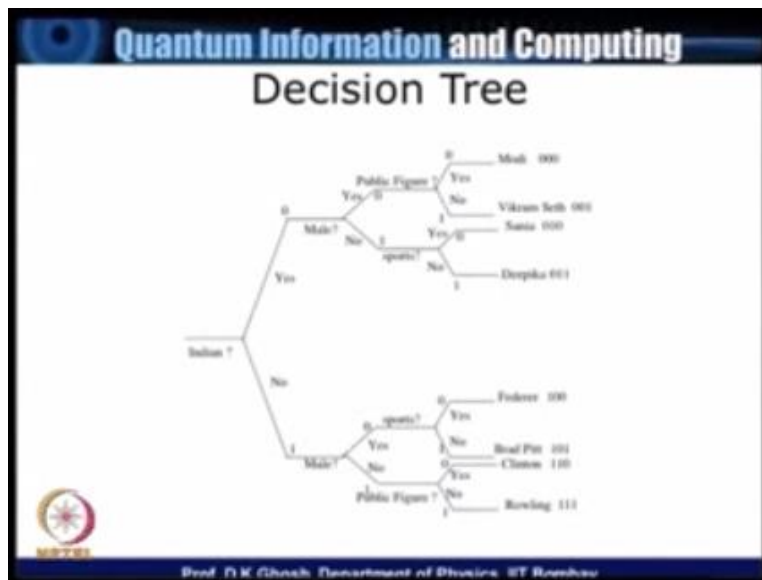 Quantum Information and Computing
Decision Tree
0
Modi 000
Public Figure ?
Yes
Yes
0
No
0
Vikram Seth 001
Male?
1
Sania 010
No
1
Yes
0
sports?
No
Deepika 011
Yes
1
Indian ?
No
0
Federer 100
sports?
0
Yes
1
No
Brad Pitt 101
Male?
Yes
0
Clinton 110
No
Yes
1
Public Figure ?
No
Rowling 111
1
NPTEL
Prof. D.K.Ghosh, Department of Physics, IIT Bombay